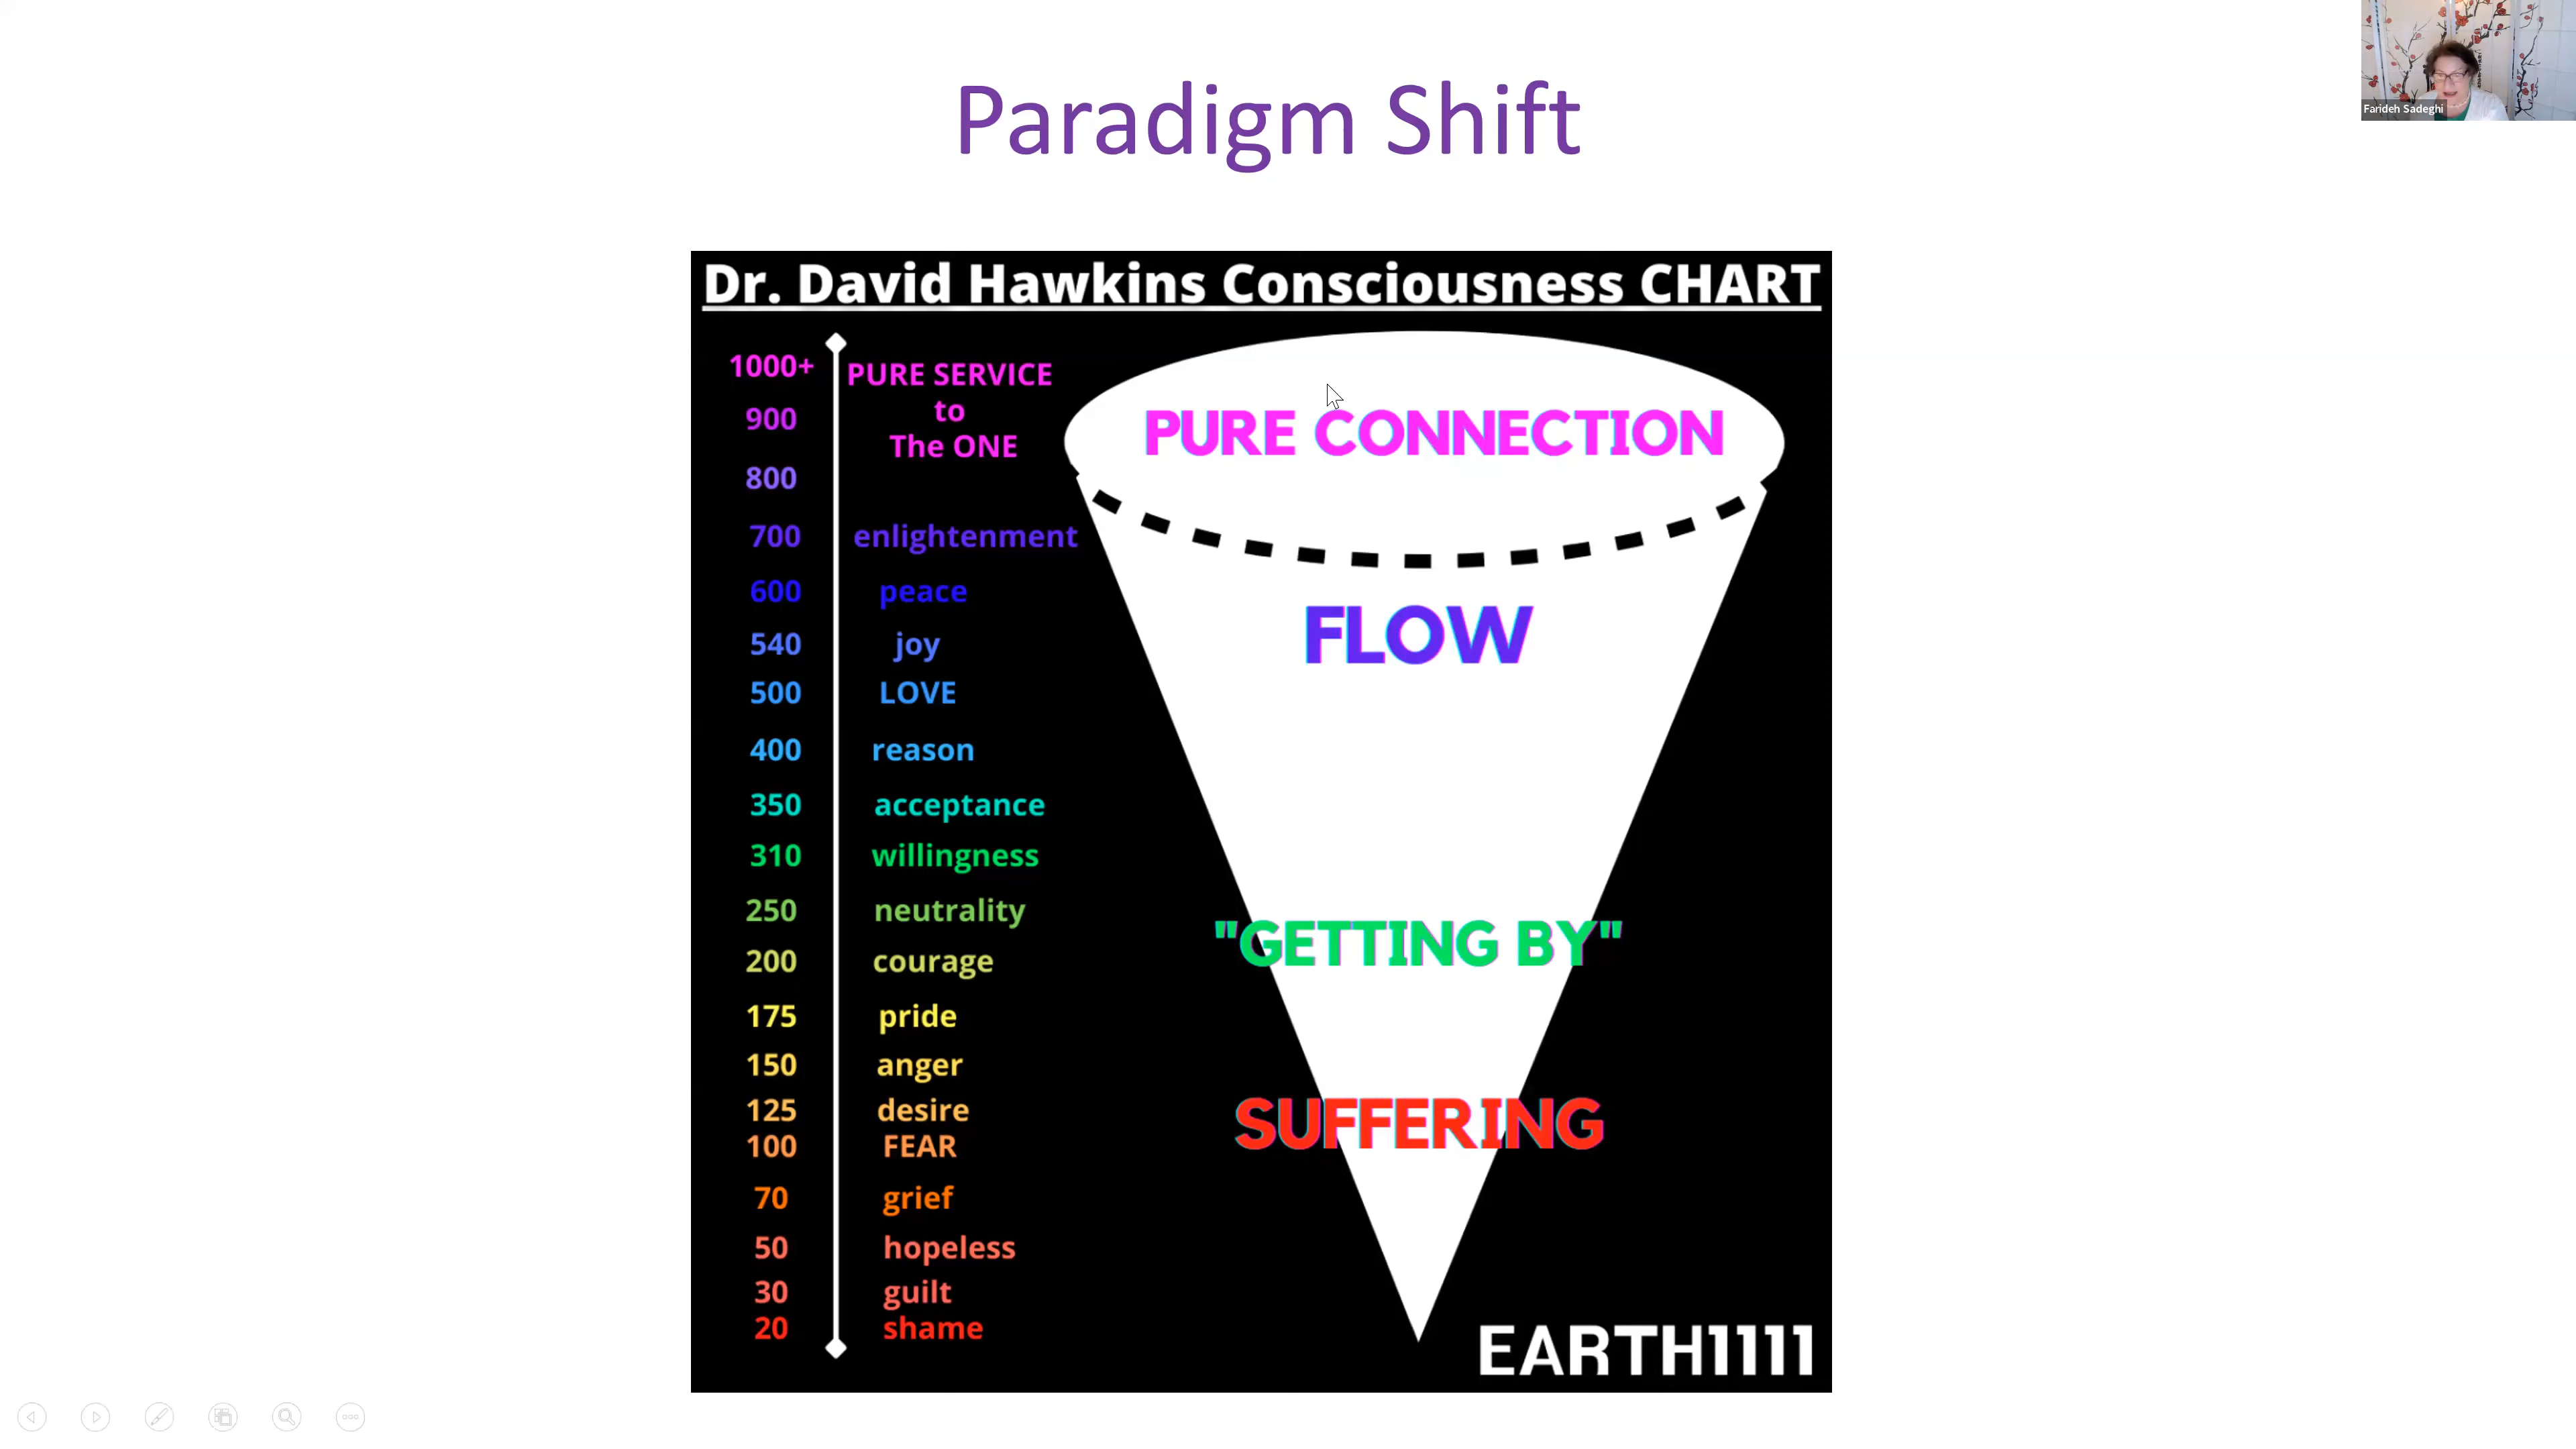 Paradigm Shift
Farideh Sadeghi
Dr. David Hawkins Consciousness CHART
1000+ PURE SERVICE
to
900 The ONE
800
700 enlightenment
600 peace
540 joy
500 LOVE
400 reason
350 acceptance
310 willingness
250 neutrality
200 courage
175 pride
150 anger
125 desire
100 FEAR
70 grief
50 hopeless
30 guilt
20 shame
PURE CONNECTION
FLOW
"GETTING BY"
SUFFERING
EARTH1111